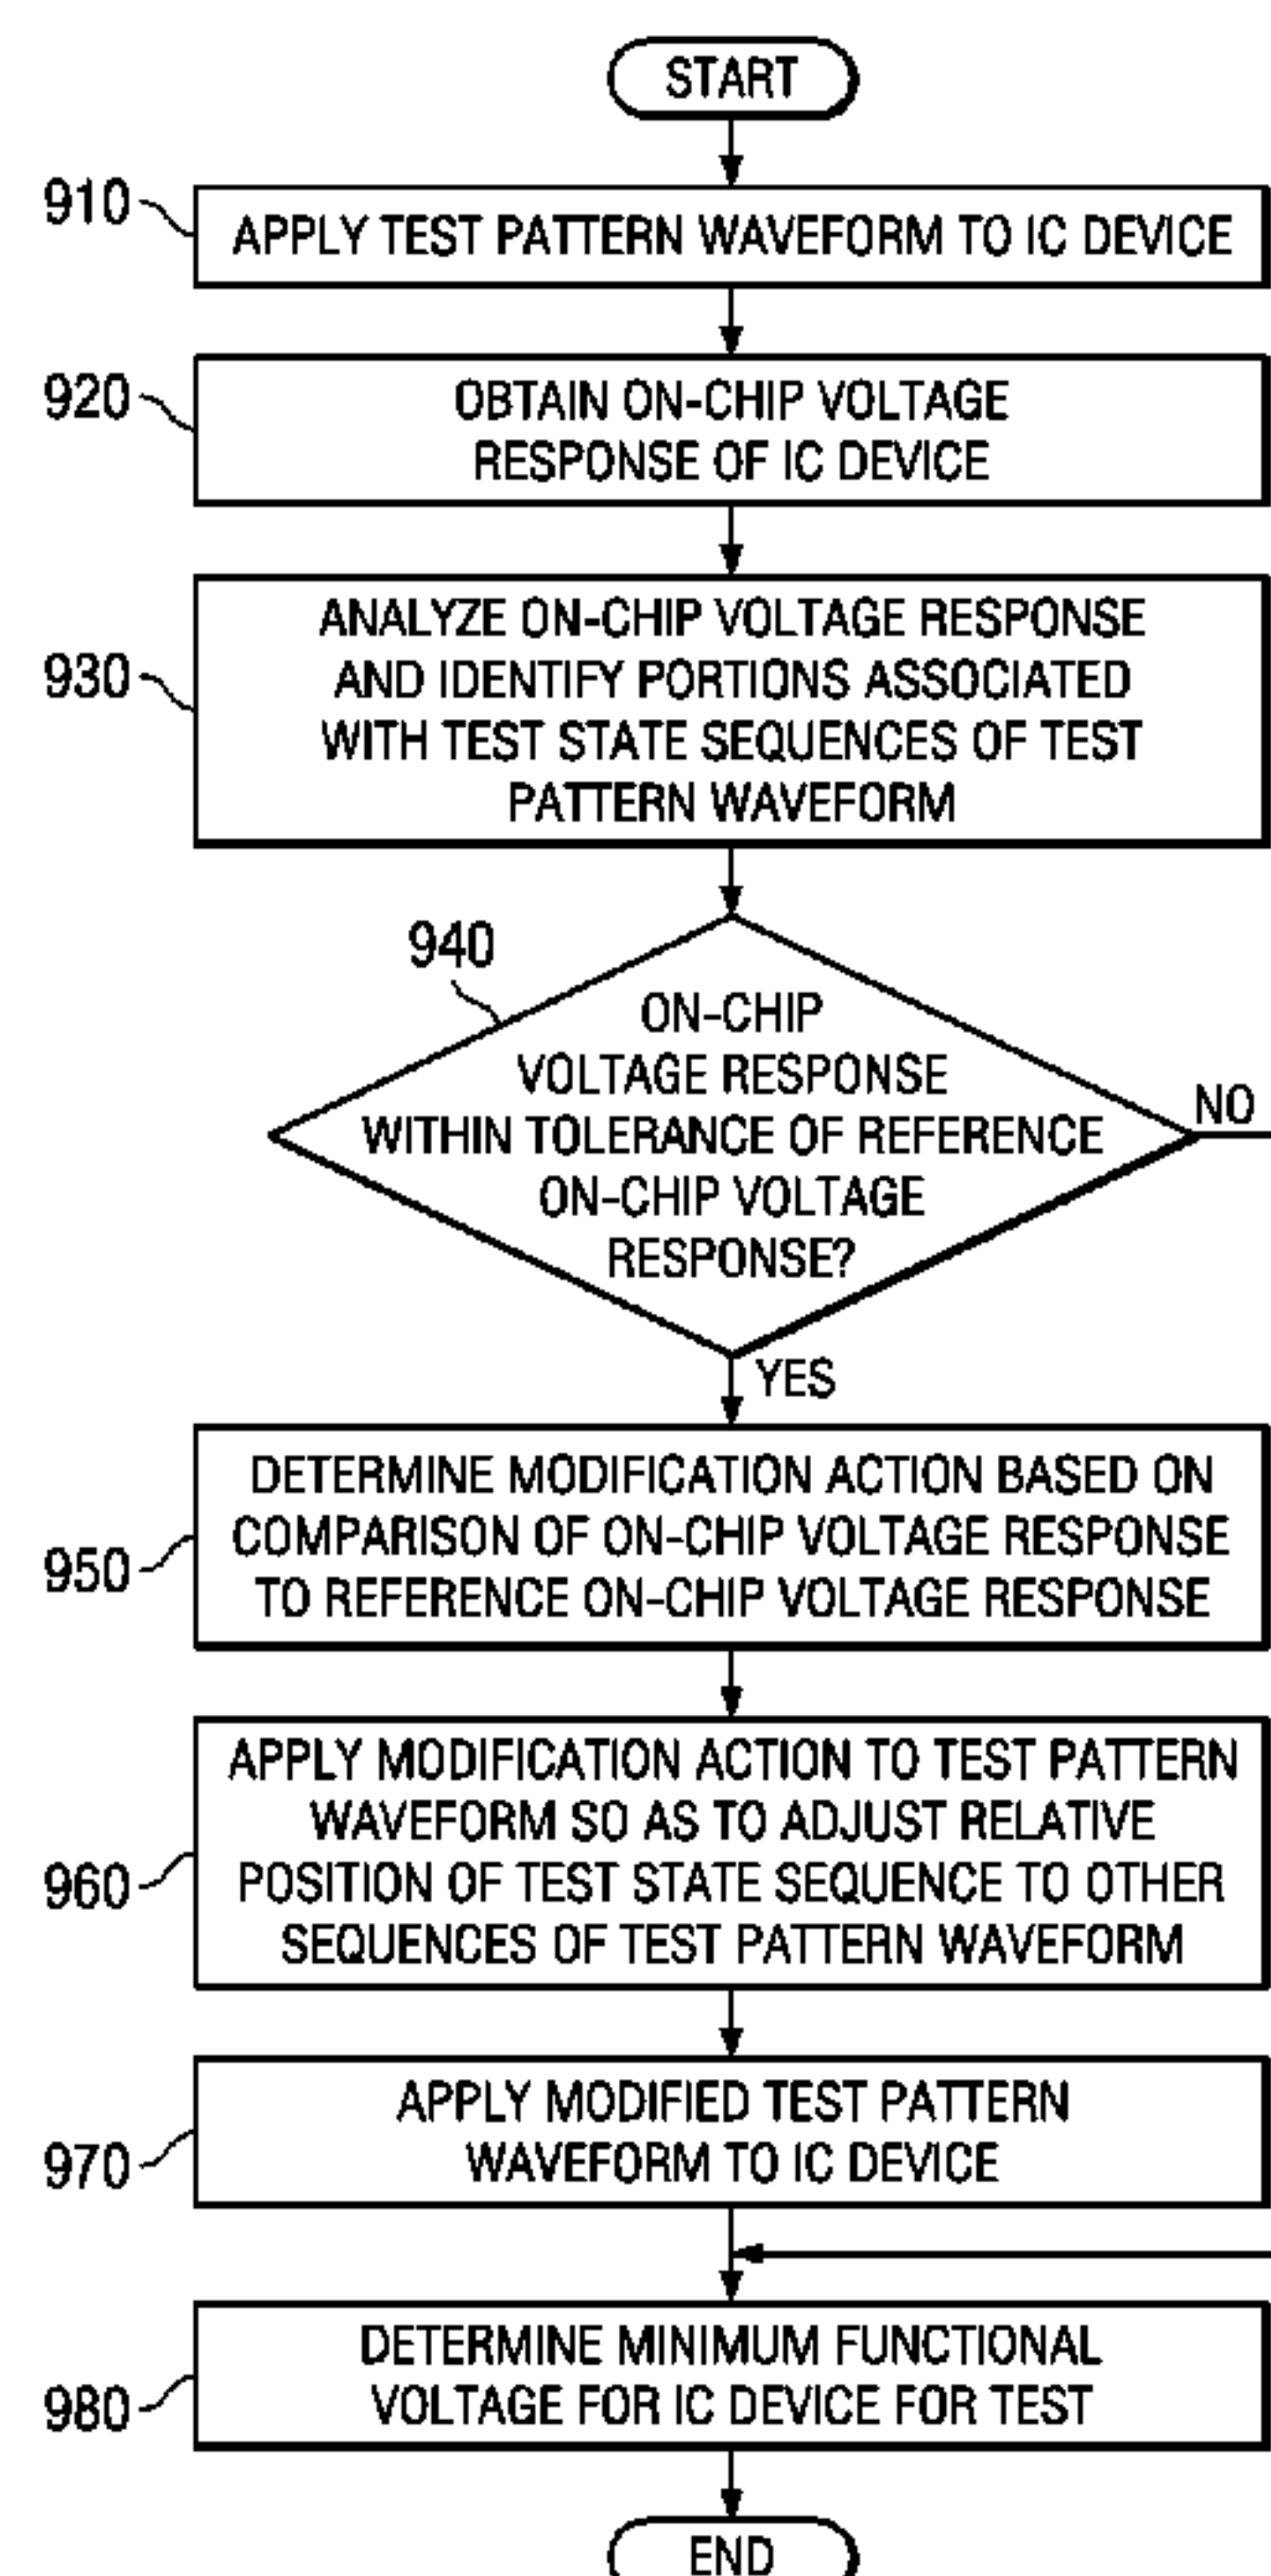 START
910
APPLY TEST PATTERN WAVEFORM TO IC DEVICE
920
OBTAIN ON-CHIP VOLTAGE
RESPONSE OF IC DEVICE
930
ANALYZE ON-CHIP VOLTAGE RESPONSE
AND IDENTIFY PORTIONS ASSOCIATED
WITH TEST STATE SEQUENCES OF TEST
PATTERN WAVEFORM
940
ON-CHIP
VOLTAGE RESPONSE
WITHIN TOLERANCE OF REFERENCE
ON-CHIP VOLTAGE
RESPONSE?
NO
YES
950
DETERMINE MODIFICATION ACTION BASED ON
COMPARISON OF ON-CHIP VOLTAGE RESPONSE
TO REFERENCE ON-CHIP VOLTAGE RESPONSE
960
APPLY MODIFICATION ACTION TO TEST PATTERN
WAVEFORM SO AS TO ADJUST RELATIVE
POSITION OF TEST STATE SEQUENCE TO OTHER
SEQUENCES OF TEST PATTERN WAVEFORM
970
APPLY MODIFIED TEST PATTERN
WAVEFORM TO IC DEVICE
980
DETERMINE MINIMUM FUNCTIONAL
VOLTAGE FOR IC DEVICE FOR TEST
END